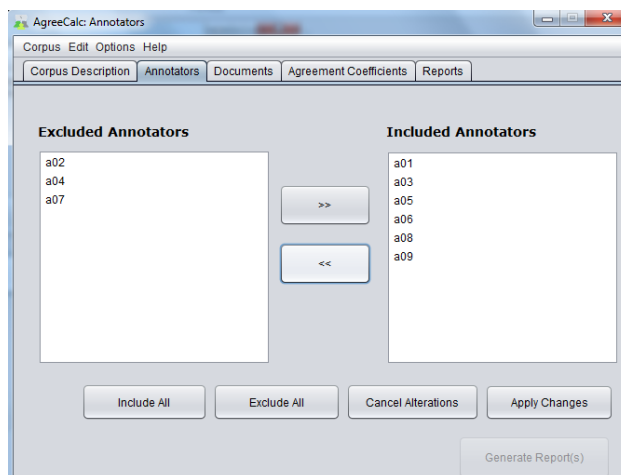 AgreeCalc: Annotators
Corpus Edit Options Help
Corpus Description Annotators Documents Agreement Coefficients Reports
Excluded Annotators
a02
a04
a07
>>
<<
Included Annotators
a01
a03
a05
a06
a08
a09
Include All Exclude All Cancel Alterations Apply Changes
Generate Report(s)